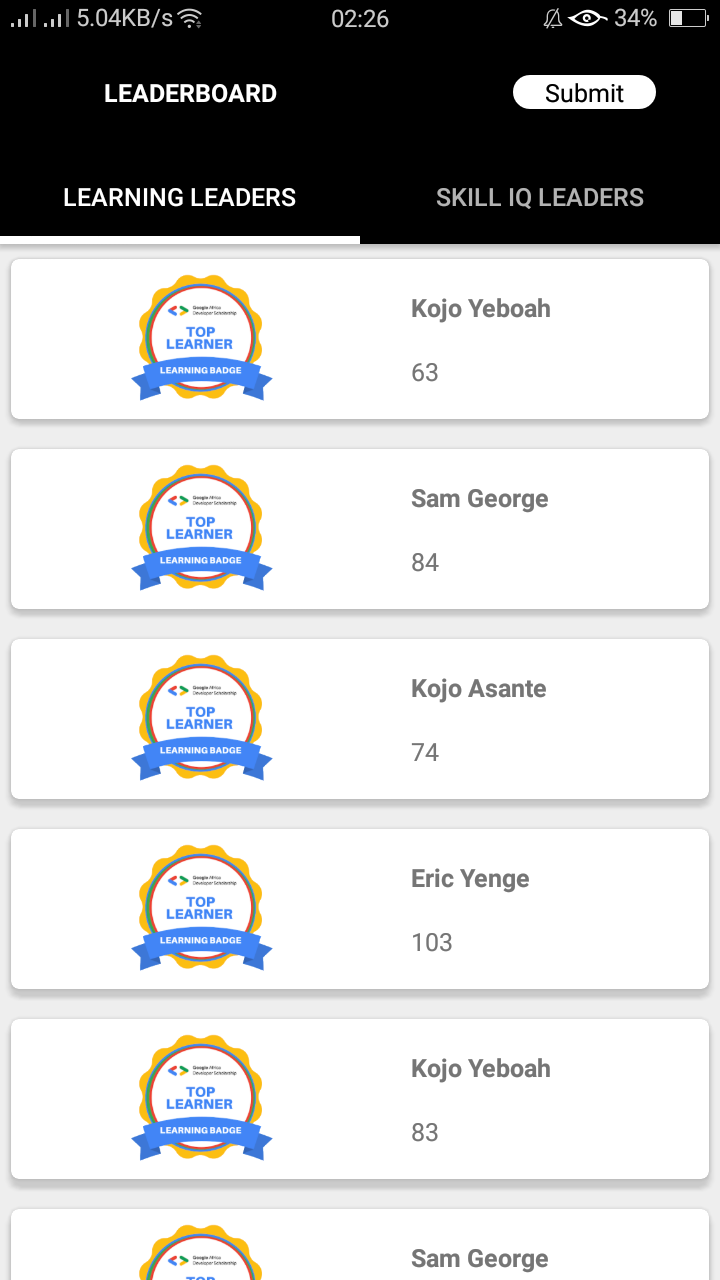 5.04KB/s 02:26 34%
LEADERBOARD Submit
LEARNING LEADERS SKILL IQ LEADERS
Google Africa
Developer Scholarship
TOP
LEARNER
LEARNING BADGE
Kojo Yeboah
63
Google Africa
Developer Scholarship
TOP
LEARNER
LEARNING BADGE
Sam George
84
Google Africa
Developer Scholarship
TOP
LEARNER
LEARNING BADGE
Kojo Asante
74
Google Africa
Developer Scholarship
TOP
LEARNER
LEARNING BADGE
Eric Yenge
103
Google Africa
Developer Scholarship
TOP
LEARNER
LEARNING BADGE
Kojo Yeboah
83
Google Africa
Developer Scholarship
TOP
Sam George